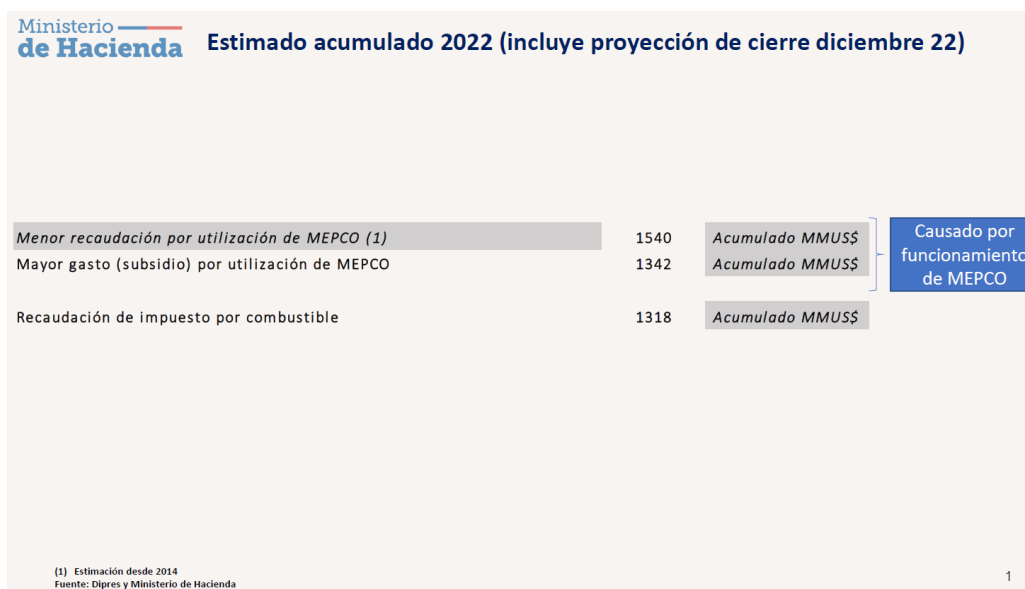 Ministerio
de Hacienda
Estimado acumulado 2022 (incluye proyección de cierre diciembre 22)
Menor recaudación por utilización de MEPCO (1) 1540 Acumulado MMUS$
Mayor gasto (subsidio) por utilización de MEPCO 1342 Acumulado MMUS$
Causado por
funcionamiento
de MEPCO
Recaudación de impuesto por combustible 1318 Acumulado MMUS$
(1) Estimación desde 2014
Fuente: Dipres y Ministerio de Hacienda
1